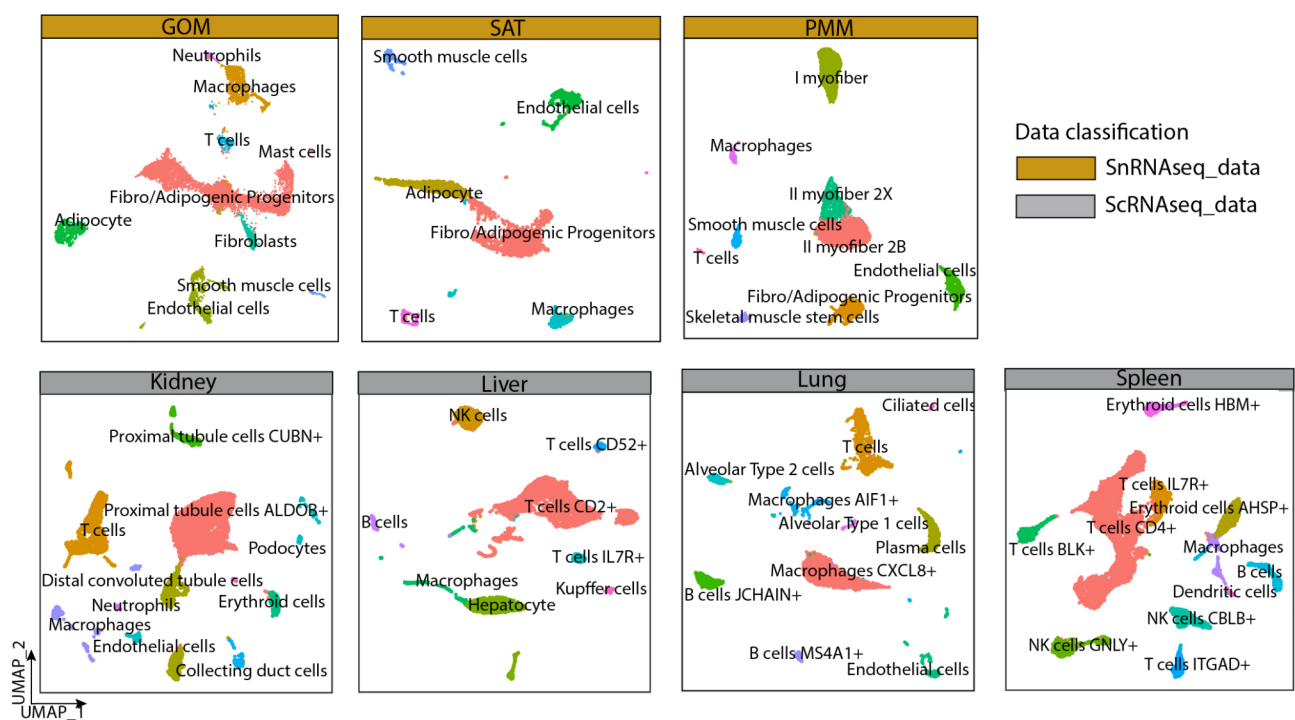 GOM
Neutrophils
Macrophages
T cells
Mast cells
Fibro/Adipogenic Progenitors
Adipocyte
Fibroblasts
Smooth muscle cells
Endothelial cells
SAT
Smooth muscle cells
Endothelial cells
Adipocyte
Fibro/Adipogenic Progenitors
Macrophages
T cells
PMM
I myofiber
Macrophages
II myofiber 2X
Smooth muscle cells
II myofiber 2B
T cells
Endothelial cells
Fibro/Adipogenic Progenitors
Skeletal muscle stem cells
Data classification
SnRNAseq_data
ScRNAseq_data
Kidney
Proximal tubule cells CUBN+
Proximal tubule cells ALDOB+
T cells
Podocytes
Distal convoluted tubule cells
Neutrophils
Erythroid cells
Macrophages
Endothelial cells
Collecting duct cells
Liver
NK cells
T cells CD52+
T cells CD2+
B cells
T cells IL7R+
Macrophages
Kupffer cells
Hepatocyte
Lung
Ciliated cells
T cells
Alveolar Type 2 cells
Macrophages AIF1+
Alveolar Type 1 cells
Plasma cells
Macrophages CXCL8+
B cells JCHAIN+
B cells MS4A1+
Endothelial cells
Spleen
Erythroid cells HBM+
T cells IL7R+
Erythroid cells AHSP+
T cells CD4+
T cells BLK+
Macrophages
B cells
Dendritic cells
NK cells CBLB+
NK cells GNLY+
T cells ITGAD+
UMAP_2
UMAP_1